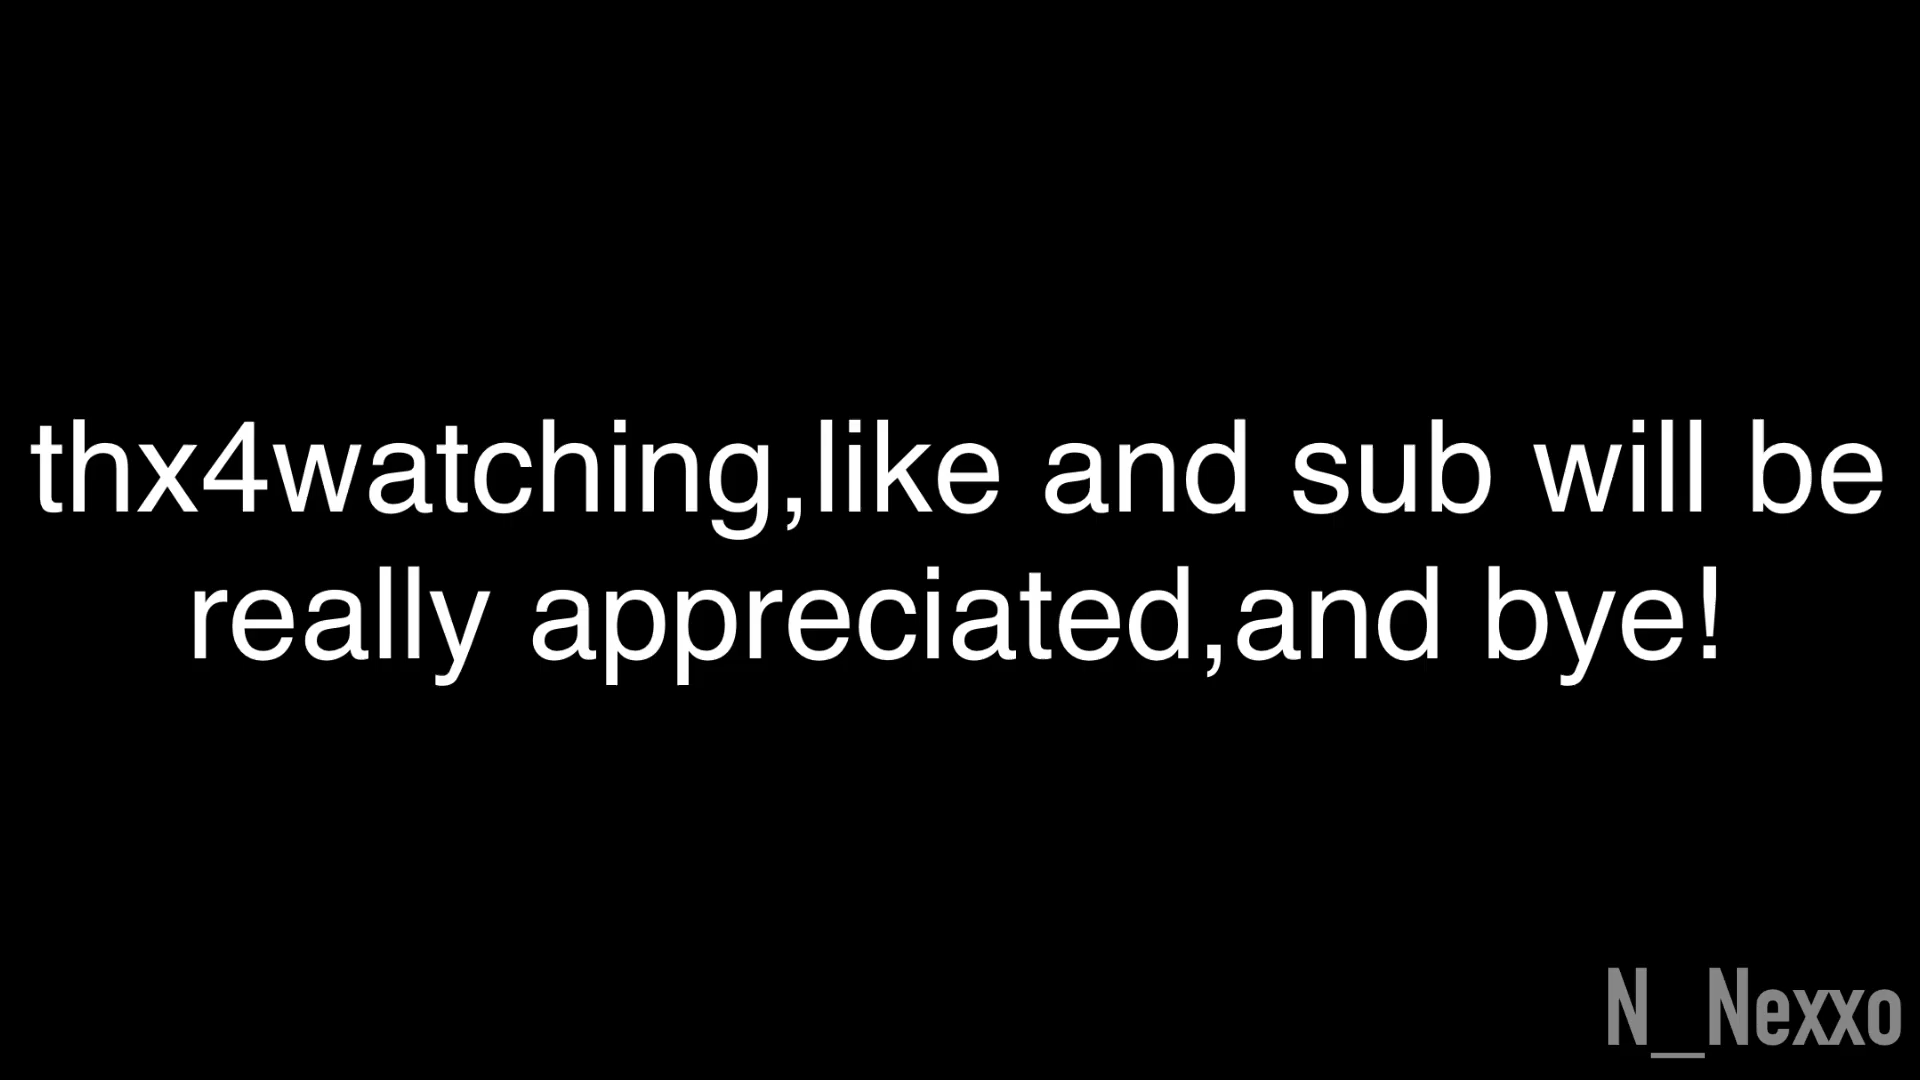 thx4watching,like and sub will be
really appreciated,and bye!
N_Nexxo